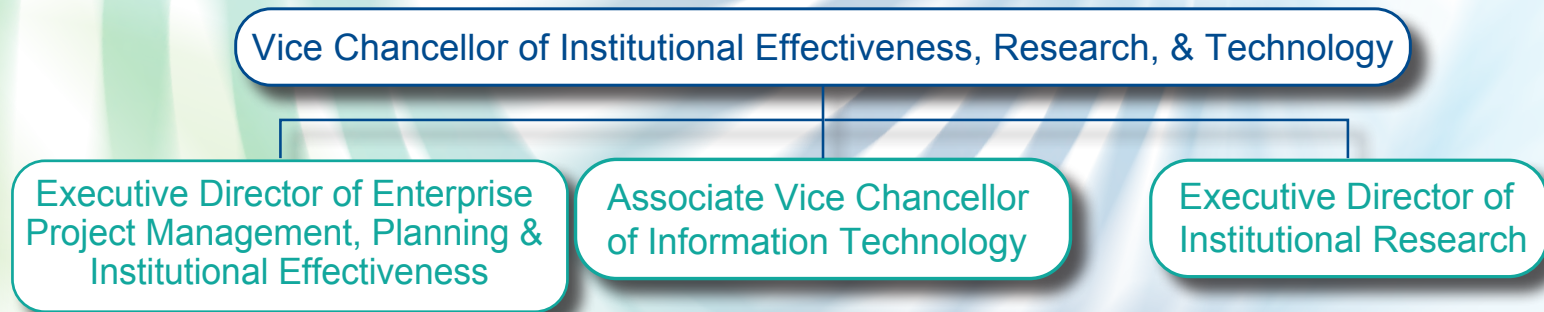 Vice Chancellor of Institutional Effectiveness, Research, & Technology
Executive Director of Enterprise
Project Management, Planning &
Institutional Effectiveness
Associate Vice Chancellor
of Information Technology
Executive Director of
Institutional Research